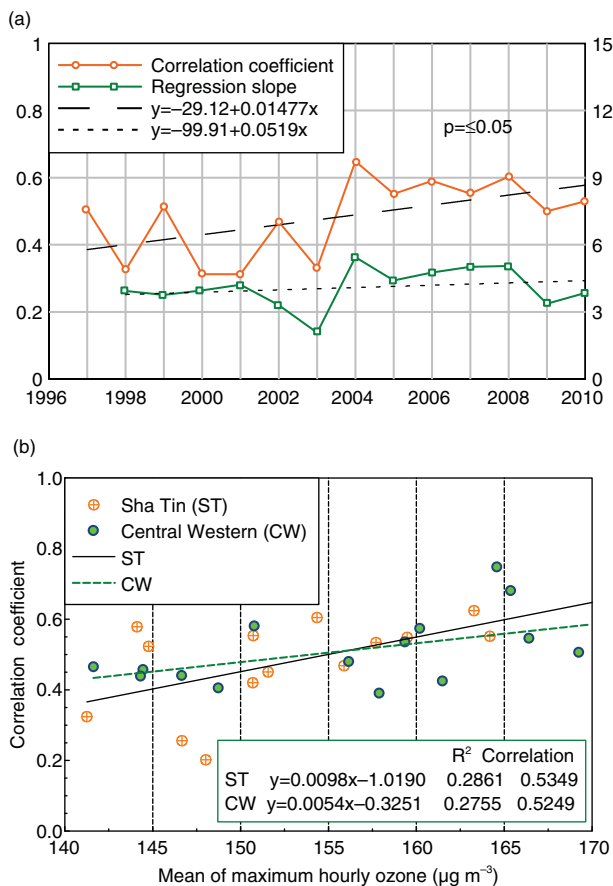 (a)
1
15
Correlation coefficient
Regression slope
y=–29.12+0.01477x
y=–99.91+0.0519x
p=≤0.05
0.8
12
0.6
9
0.4
6
0.2
3
0
0
1996 1998 2000 2002 2004 2006 2008 2010
(b)
1.0
Sha Tin (ST)
Central Western (CW)
ST
CW
0.8
0.6
0.4
0.2
0.0
Correlation coefficient
R² Correlation
ST y=0.0098x–1.0190 0.2861 0.5349
CW y=0.0054x–0.3251 0.2755 0.5249
140 145 150 155 160 165 170
Mean of maximum hourly ozone (μg m⁻³)